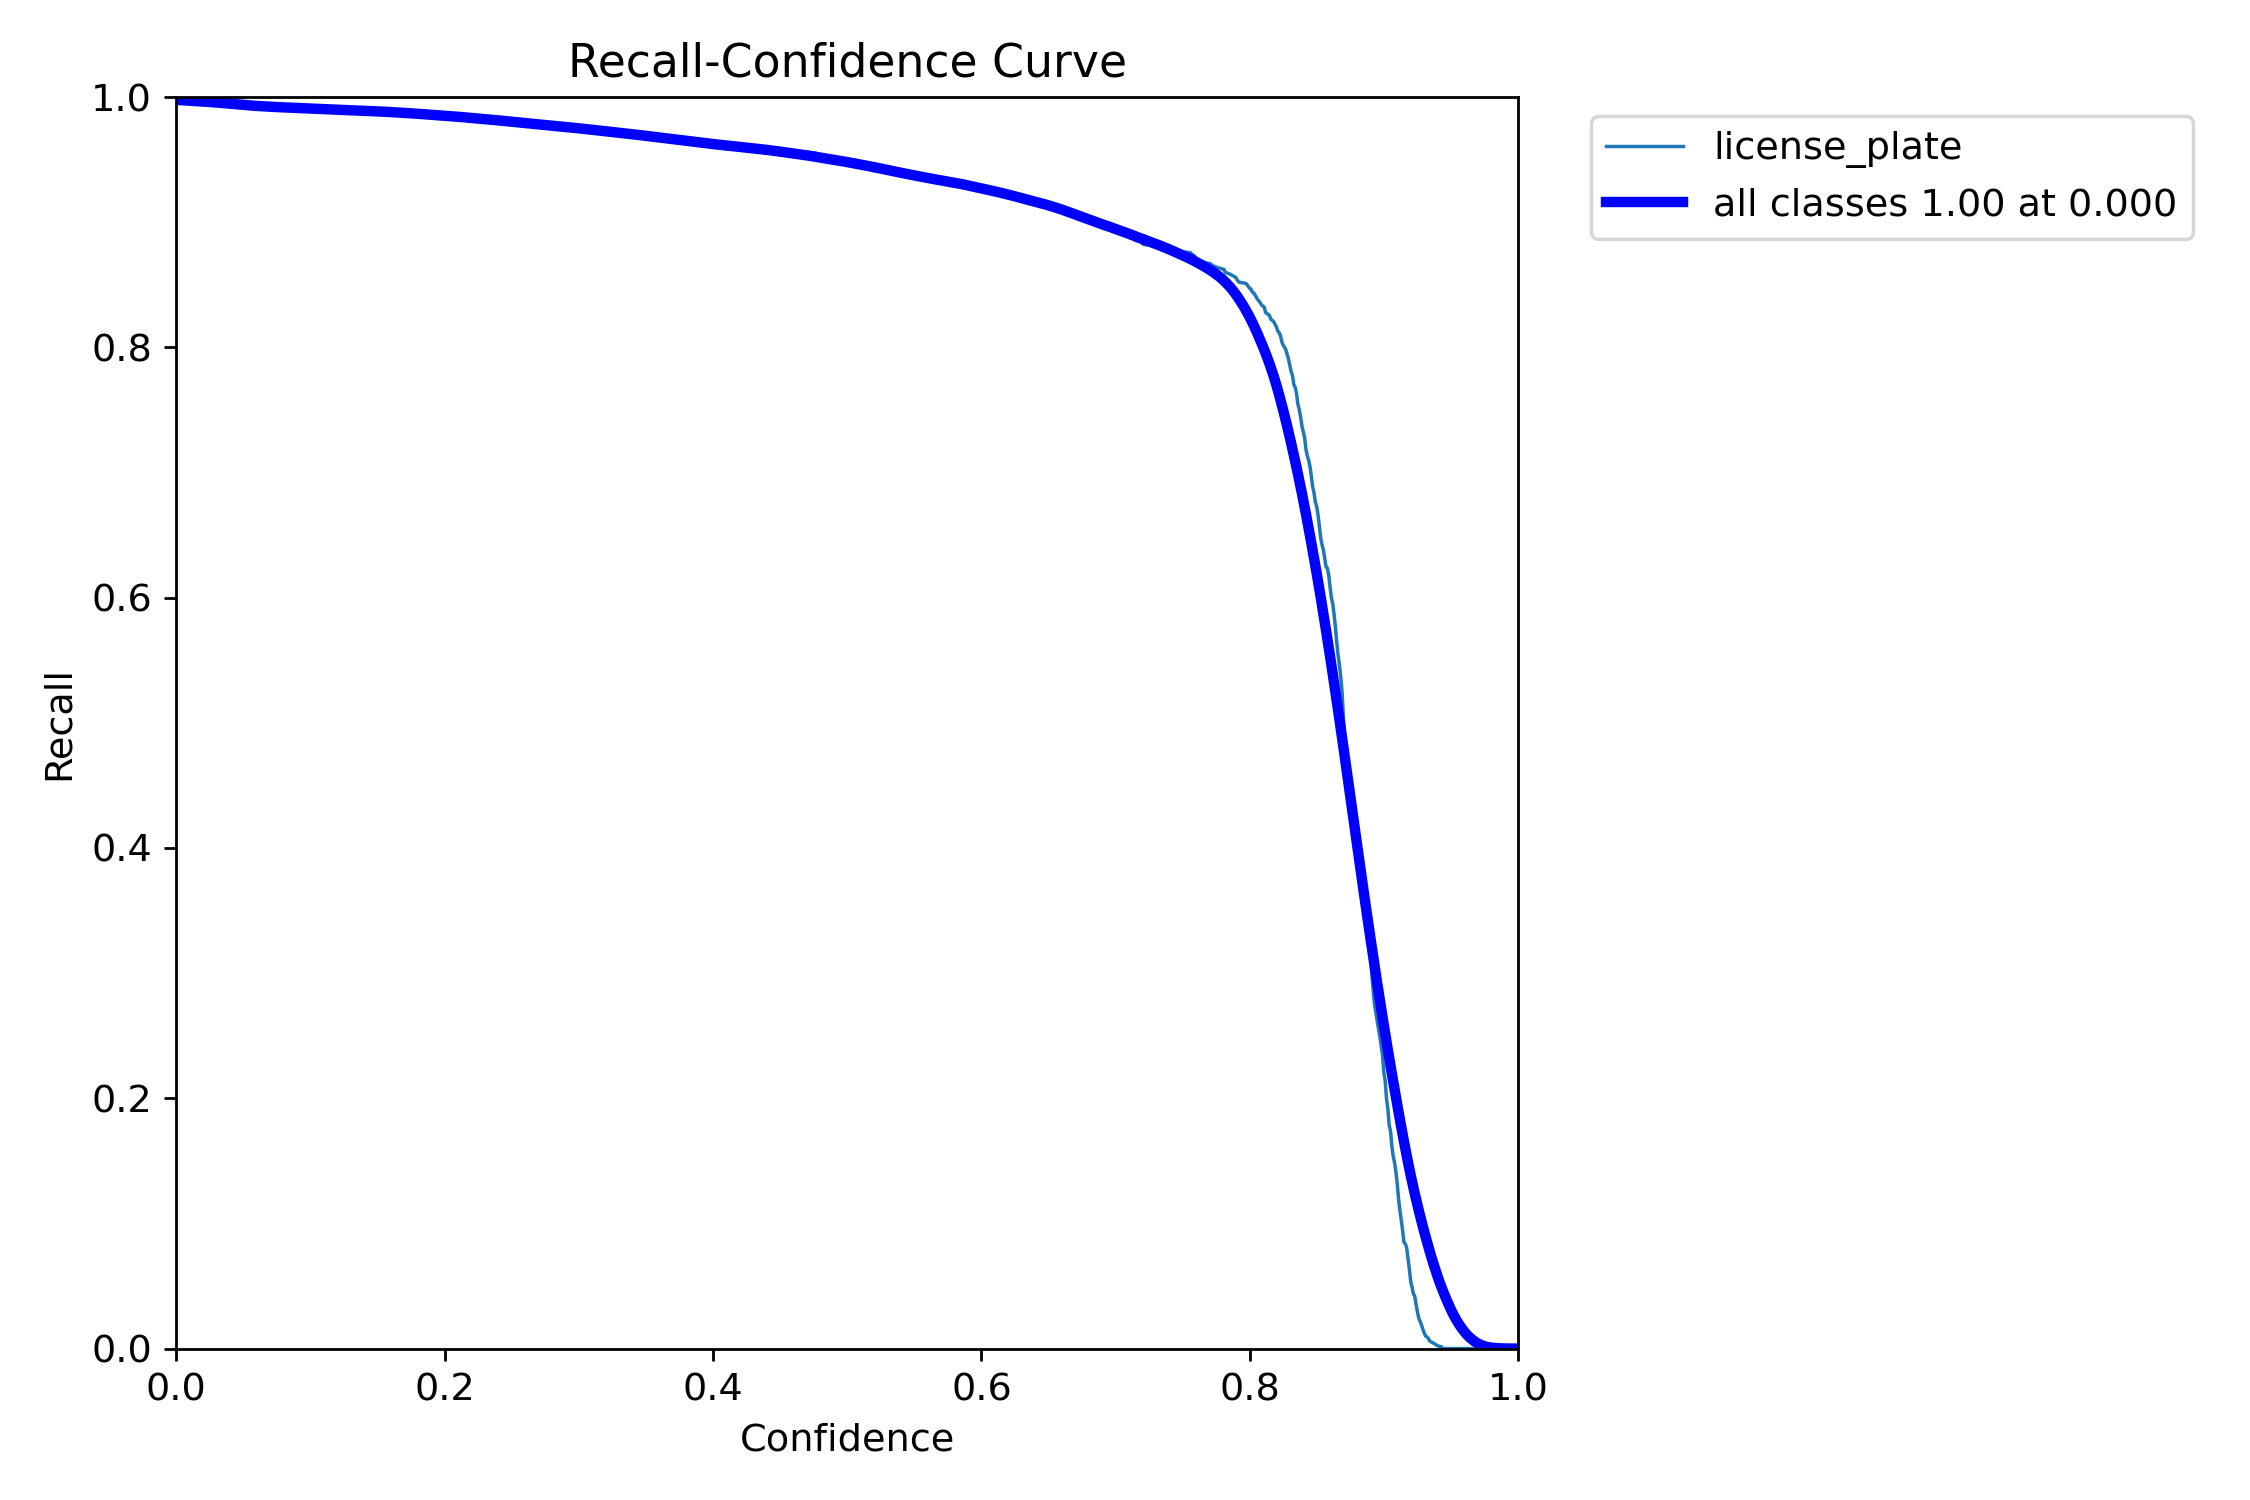 Recall-Confidence Curve
1.0
0.8
0.6
0.4
0.2
0.0
Recall
0.0 0.2 0.4 0.6 0.8 1.0
Confidence
license_plate
all classes 1.00 at 0.000